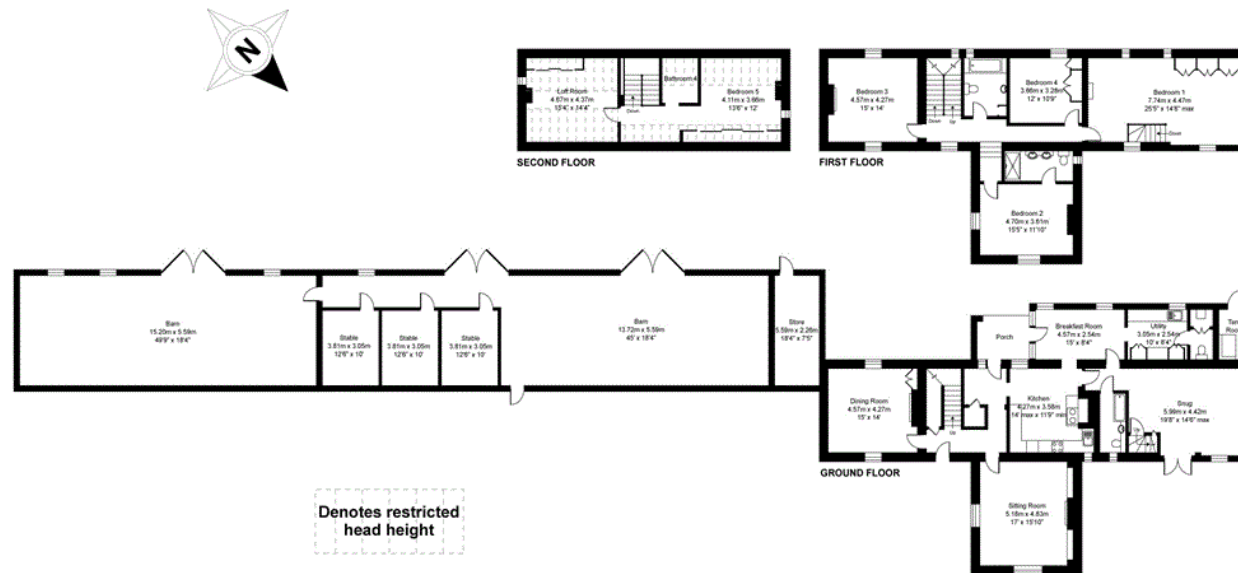 N
Loft Room
4.67m x 4.37m
15'4" x 14'4"
Down
Bathroom 4
Bedroom 5
4.11m x 3.66m
13'6" x 12'
SECOND FLOOR
Bedroom 3
4.57m x 4.27m
15' x 14'
Down
Up
Bedroom 4
3.66m x 3.28m
12' x 10'9"
Bedroom 1
7.74m x 4.47m
25'5" x 14'8" max
Down
FIRST FLOOR
Bedroom 2
4.70m x 3.61m
15'5" x 11'10"
Barn
15.20m x 5.59m
49'9" x 18'4"
Stable
3.81m x 3.05m
12'6" x 10'
Stable
3.81m x 3.05m
12'6" x 10'
Stable
3.81m x 3.05m
12'6" x 10'
Barn
13.72m x 5.59m
45' x 18'4"
Store
5.59m x 2.26m
18'4" x 7'5"
Porch
Breakfast Room
4.57m x 2.54m
15' x 8'4"
Utility
3.05m x 2.54m
10' x 8'4"
Dining Room
4.57m x 4.27m
15' x 14'
Up
Kitchen
4.27m x 3.58m
14' max x 11'9" min
Up
Snug
5.99m x 4.42m
19'8" x 14'6" max
GROUND FLOOR
Sitting Room
5.18m x 4.83m
17' x 15'10"
Denotes restricted
head height